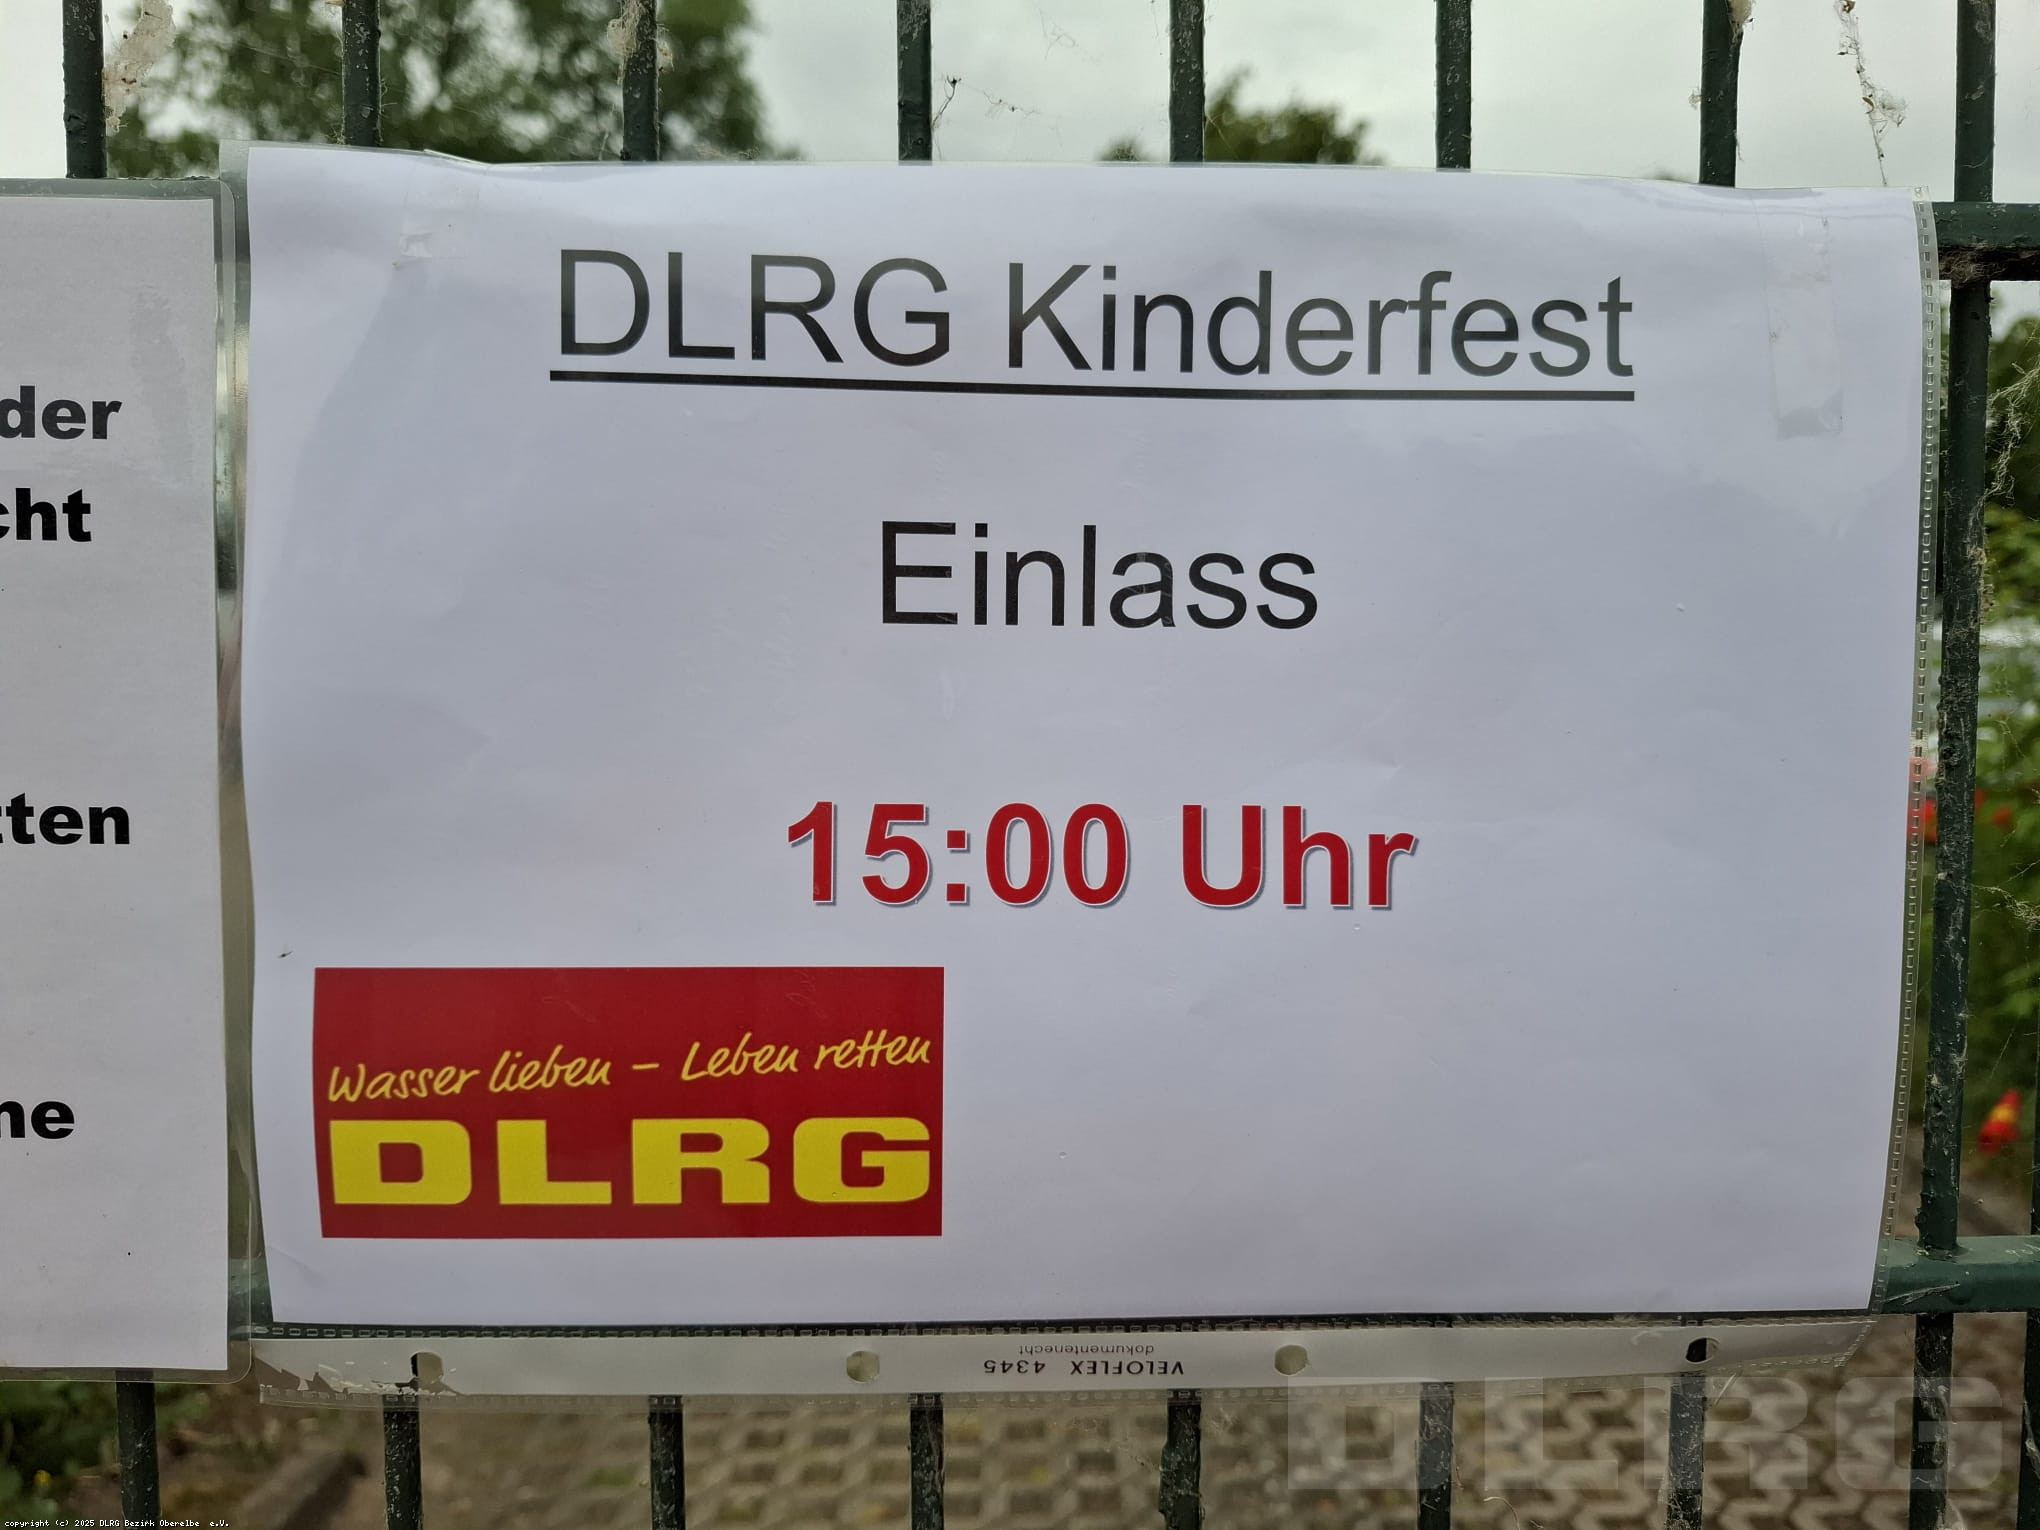 DLRG Kinderfest
Einlass
15:00 Uhr
Wasser lieben – Leben retten
DLRG
der
cht
tten
ne
dokumentenecht
VELOFLEX 4345
DLRG
copyright (c) 2025 DLRG Bezirk Oberelbe e.V.